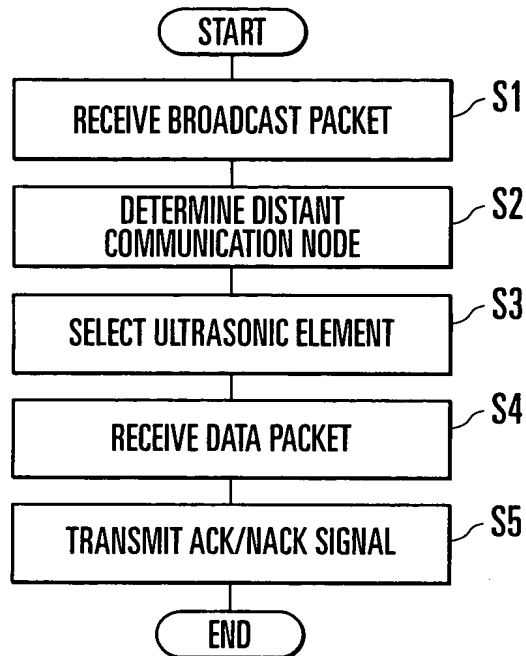 START
RECEIVE BROADCAST PACKET
S1
DETERMINE DISTANT
COMMUNICATION NODE
S2
SELECT ULTRASONIC ELEMENT
S3
RECEIVE DATA PACKET
S4
TRANSMIT ACK/NACK SIGNAL
S5
END